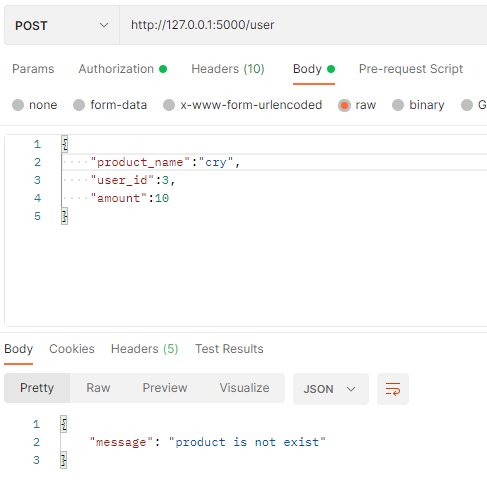 POST http://127.0.0.1:5000/user
Params Authorization Headers (10) Body Pre-request Script
none form-data x-www-form-urlencoded raw binary G
1 {
2 "product_name":"cry",
3 "user_id":3,
4 "amount":10
5 }
Body Cookies Headers (5) Test Results
Pretty Raw Preview Visualize JSON
1 {
2 "message": "product is not exist"
3 }